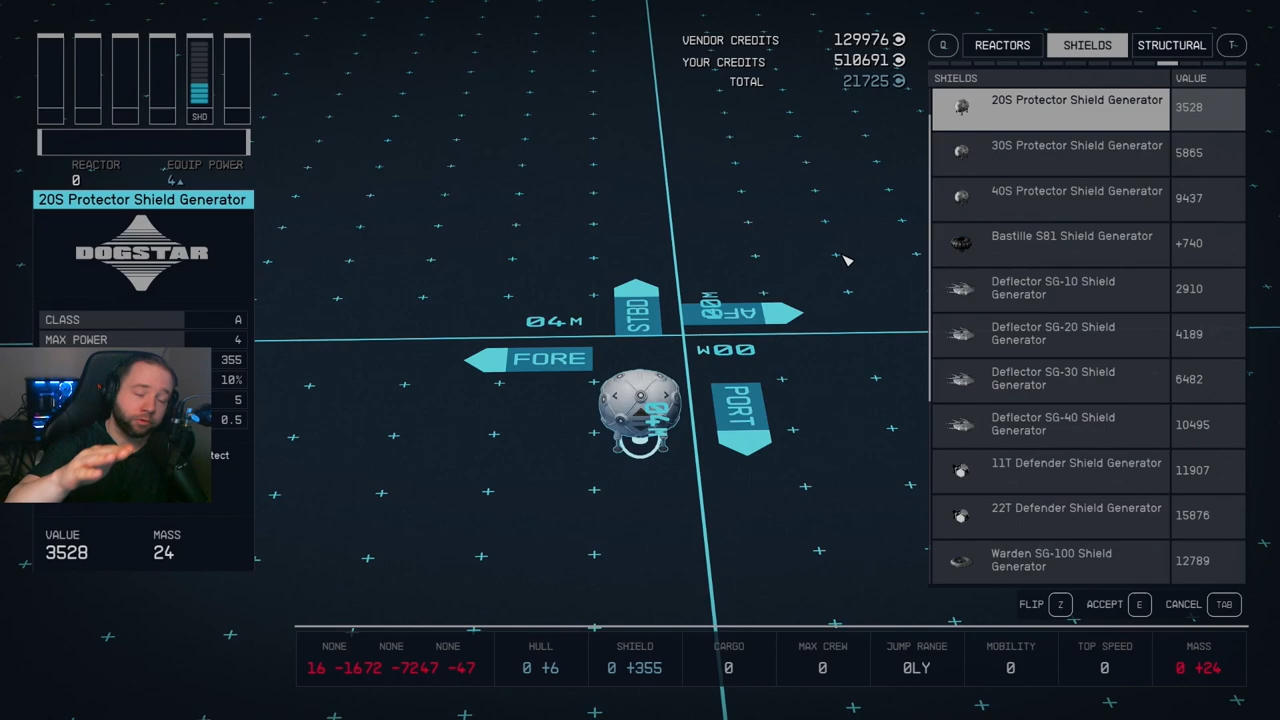 VENDOR CREDITS 129976
YOUR CREDITS 510691
TOTAL 21725
Q REACTORS SHIELDS STRUCTURAL T
SHIELDS VALUE
20S Protector Shield Generator 3528
30S Protector Shield Generator 5865
40S Protector Shield Generator 9437
Bastille S81 Shield Generator +740
Deflector SG-10 Shield
Generator 2910
Deflector SG-20 Shield
Generator 4189
Deflector SG-30 Shield
Generator 6482
Deflector SG-40 Shield
Generator 10495
11T Defender Shield Generator 11907
22T Defender Shield Generator 15876
Warden SG-100 Shield
Generator 12789
FLIP Z ACCEPT E CANCEL TAB
SHD
REACTOR EQUIP POWER
0 4
20S Protector Shield Generator
DOGSTAR
CLASS A
MAX POWER 4
355
10%
5
0.5
VALUE MASS
3528 24
STBD
AF
04M
00M
FORE
00M
PORT
04M
NONE NONE NONE HULL SHIELD CARGO MAX CREW JUMP RANGE MOBILITY TOP SPEED MASS
16 -1672 -7247 -47 0 +6 0 +355 0 0 0LY 0 0 0 +24